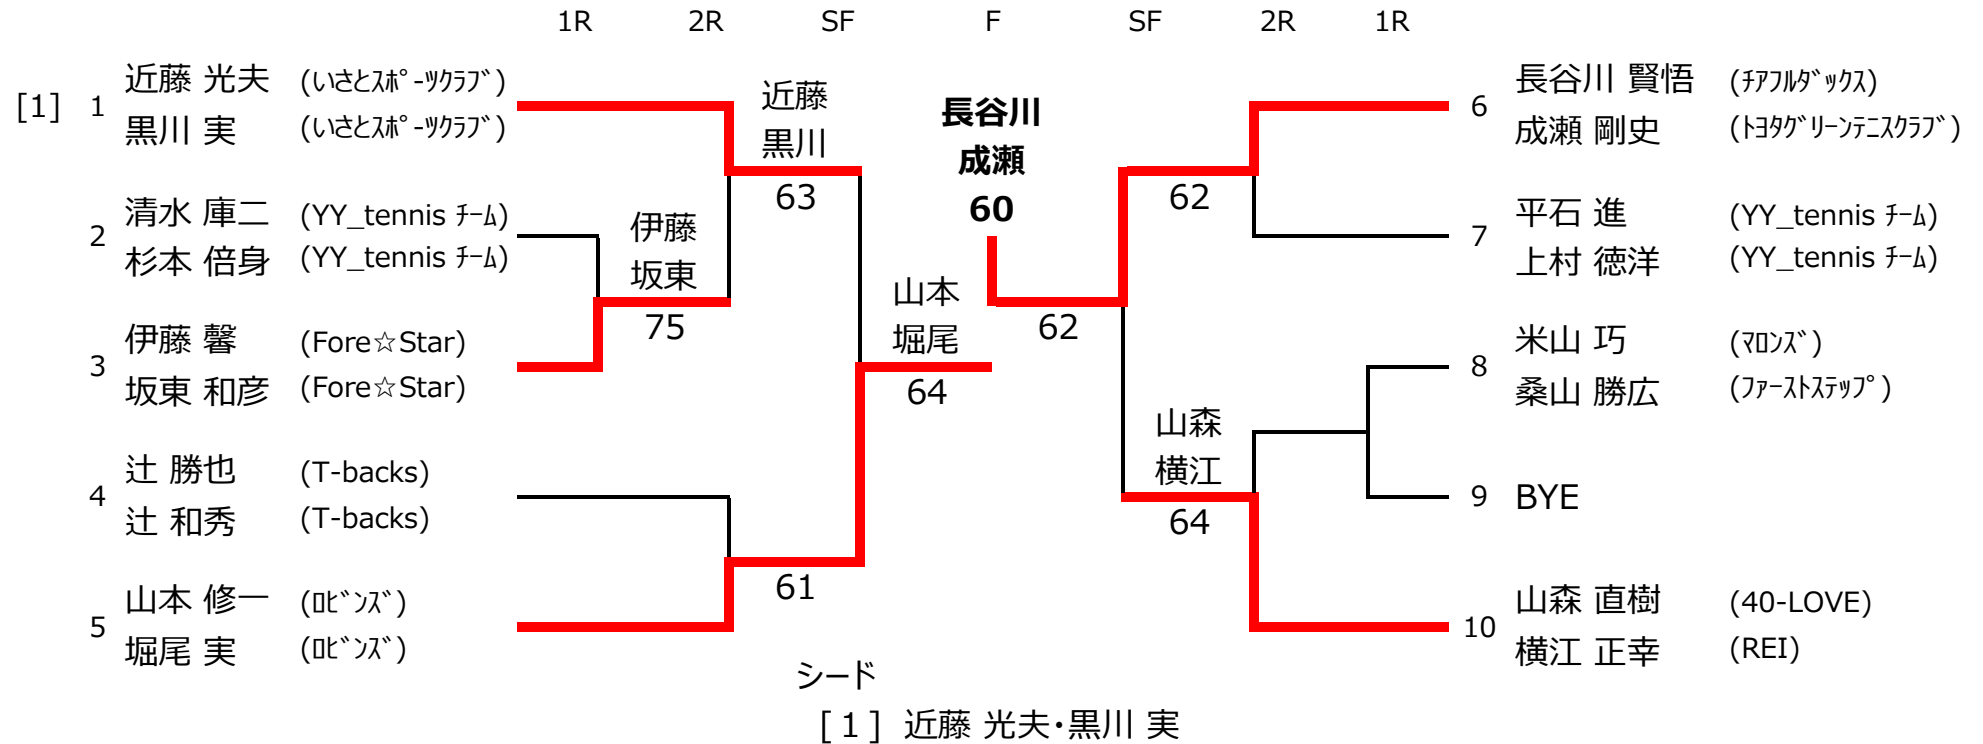 1R 2R SF F SF 2R 1R
[1] 1 近藤 光夫 (いさとｽﾎﾟｰﾂｸﾗﾌﾞ)
黒川 実 (いさとｽﾎﾟｰﾂｸﾗﾌﾞ)
2 清水 庫二 (YY_tennis ﾁｰﾑ)
杉本 倍身 (YY_tennis ﾁｰﾑ)
3 伊藤 馨 (Fore☆Star)
坂東 和彦 (Fore☆Star)
4 辻 勝也 (T-backs)
辻 和秀 (T-backs)
5 山本 修一 (ﾛﾋﾞﾝｽﾞ)
堀尾 実 (ﾛﾋﾞﾝｽﾞ)
伊藤
坂東
75
近藤
黒川
63
61
山本
堀尾
64
長谷川
成瀬
60
62
62
山森
横江
64
6 長谷川 賢悟 (ﾁｱﾌﾙﾀﾞｯｸｽ)
成瀬 剛史 (ﾄﾖﾀｸﾞﾘｰﾝﾃﾆｽｸﾗﾌﾞ)
7 平石 進 (YY_tennis ﾁｰﾑ)
上村 徳洋 (YY_tennis ﾁｰﾑ)
8 米山 巧 (ﾏﾛﾝｽﾞ)
桑山 勝広 (ﾌｧｰｽﾄｽﾃｯﾌﾟ)
9 BYE
10 山森 直樹 (40-LOVE)
横江 正幸 (REI)
シード
[ 1 ] 近藤 光夫・黒川 実